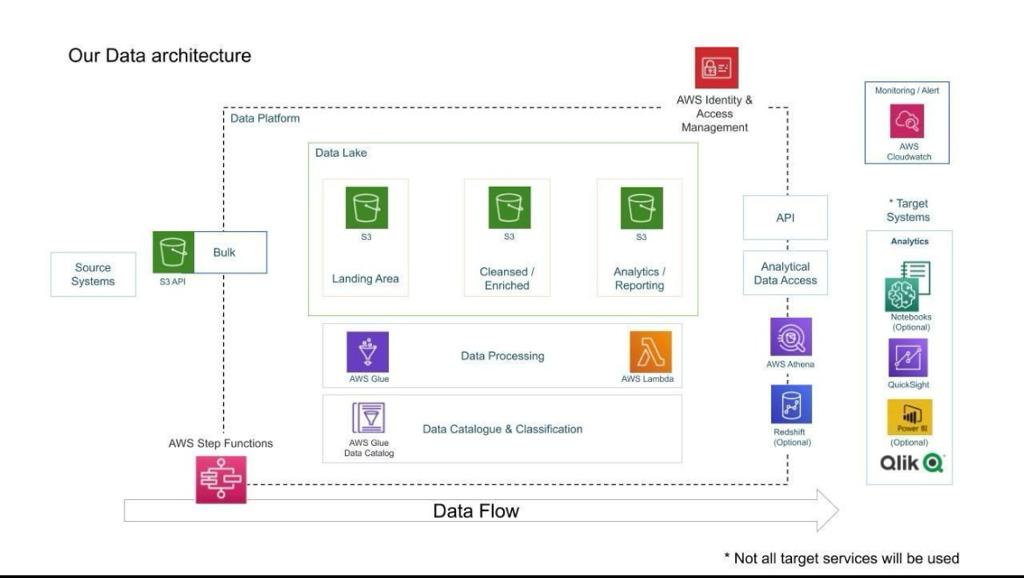 Our Data architecture
AWS Identity &
Access
Management
Monitoring / Alert
AWS
Cloudwatch
Data Platform
Data Lake
S3
Landing Area
S3
Cleansed /
Enriched
S3
Analytics /
Reporting
Source
Systems
Bulk
S3 API
API
Analytical
Data Access
* Target
Systems
Analytics
Notebooks
(Optional)
QuickSight
Power BI
(Optional)
Qlik Q
AWS Glue
Data Processing
AWS Lambda
AWS Athena
AWS Glue
Data Catalog
Data Catalogue & Classification
Redshift
(Optional)
AWS Step Functions
Data Flow
* Not all target services will be used